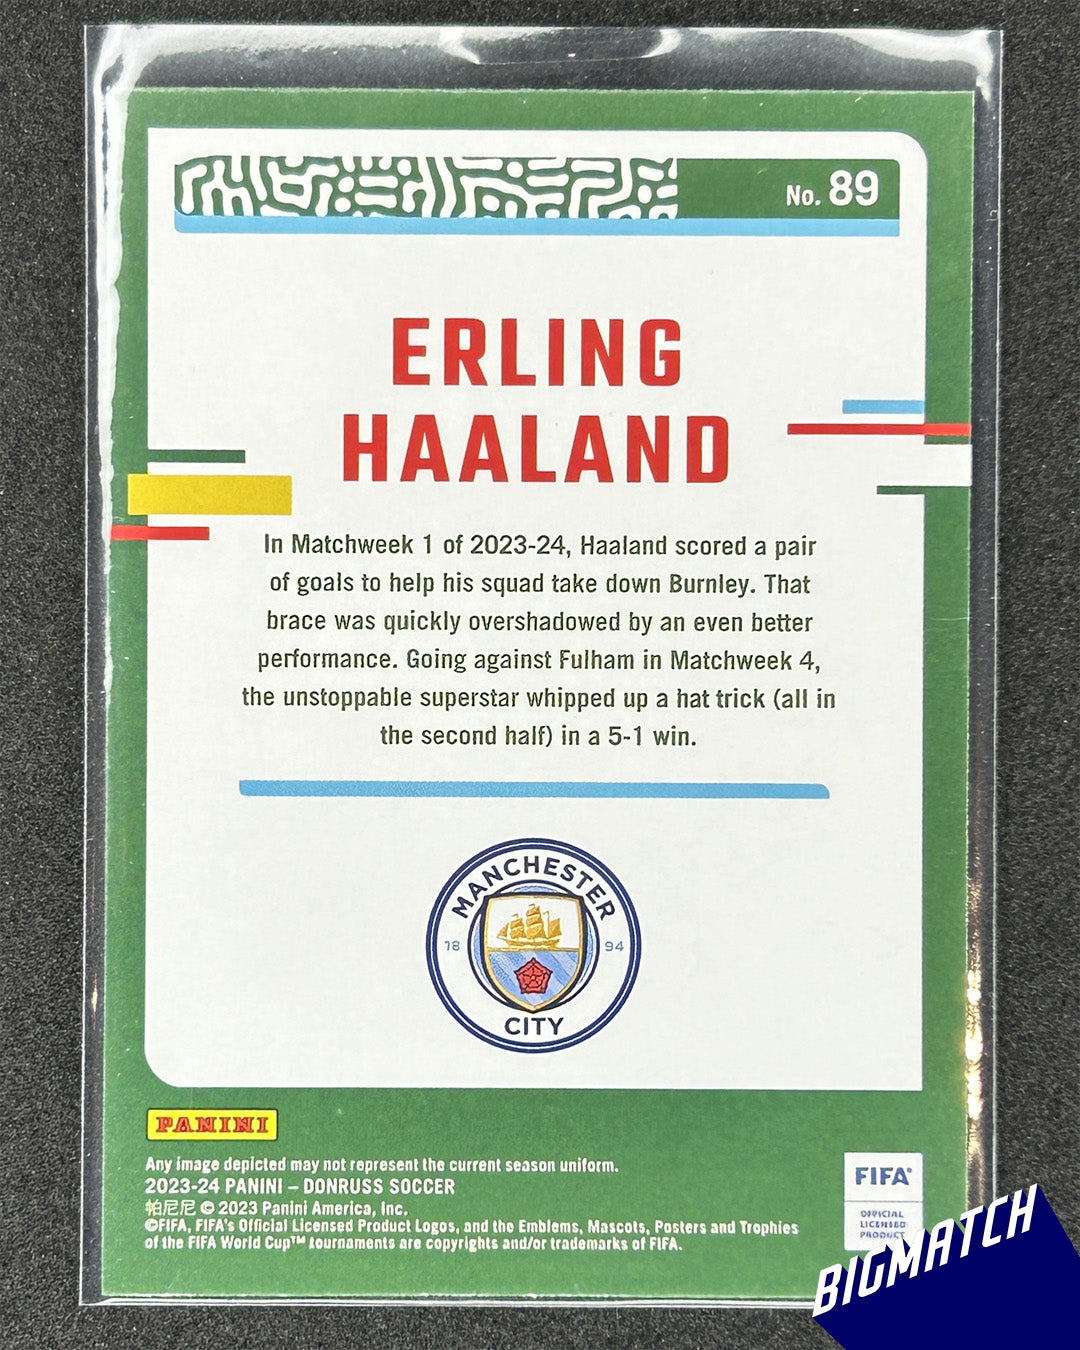 No. 89
ERLING
HAALAND
In Matchweek 1 of 2023-24, Haaland scored a pair
of goals to help his squad take down Burnley. That
brace was quickly overshadowed by an even better
performance. Going against Fulham in Matchweek 4,
the unstoppable superstar whipped up a hat trick (all in
the second half) in a 5-1 win.
MANCHESTER
18 94
CITY
PANINI
Any image depicted may not represent the current season uniform.
2023-24 PANINI – DONRUSS SOCCER
帕尼尼 © 2023 Panini America, Inc.
©FIFA, FIFA's Official Licensed Product Logos, and the Emblems, Mascots, Posters and Trophies
of the FIFA World Cup™ tournaments are copyrights and/or trademarks of FIFA.
FIFA®
OFFICIAL
LICENSED
PRODUCT
BIGMATCH